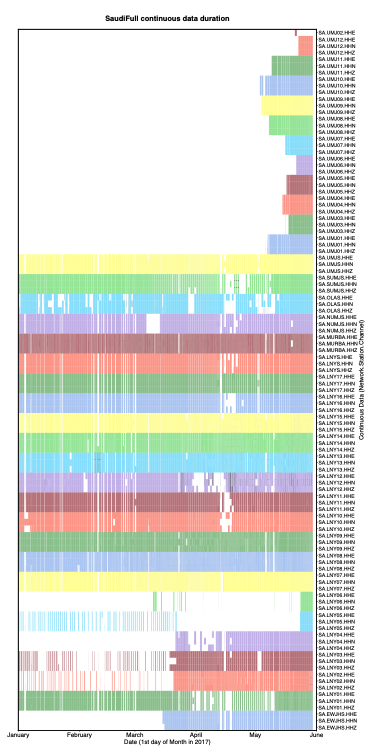 SaudiFull continuous data duration
SA.UMJ02.HHE
SA.UMJ12.HHE
SA.UMJ12.HHN
SA.UMJ12.HHZ
SA.UMJ11.HHE
SA.UMJ11.HHN
SA.UMJ11.HHZ
SA.UMJ10.HHE
SA.UMJ10.HHN
SA.UMJ10.HHZ
SA.UMJ09.HHE
SA.UMJ09.HHN
SA.UMJ09.HHZ
SA.UMJ08.HHE
SA.UMJ08.HHN
SA.UMJ08.HHZ
SA.UMJ07.HHE
SA.UMJ07.HHN
SA.UMJ07.HHZ
SA.UMJ06.HHE
SA.UMJ06.HHN
SA.UMJ06.HHZ
SA.UMJ05.HHE
SA.UMJ05.HHN
SA.UMJ05.HHZ
SA.UMJ04.HHE
SA.UMJ04.HHN
SA.UMJ04.HHZ
SA.UMJ03.HHE
SA.UMJ03.HHN
SA.UMJ03.HHZ
SA.UMJ01.HHE
SA.UMJ01.HHN
SA.UMJ01.HHZ
SA.UMJS.HHE
SA.UMJS.HHN
SA.UMJS.HHZ
SA.SUMJS.HHE
SA.SUMJS.HHN
SA.SUMJS.HHZ
SA.OLAS.HHE
SA.OLAS.HHN
SA.OLAS.HHZ
SA.NUMJS.HHE
SA.NUMJS.HHN
SA.NUMJS.HHZ
SA.MURBA.HHE
SA.MURBA.HHN
SA.MURBA.HHZ
SA.LNYS.HHE
SA.LNYS.HHN
SA.LNYS.HHZ
SA.LNY17.HHE
SA.LNY17.HHN
SA.LNY17.HHZ
SA.LNY16.HHE
SA.LNY16.HHN
SA.LNY16.HHZ
SA.LNY15.HHE
SA.LNY15.HHN
SA.LNY15.HHZ
SA.LNY14.HHE
SA.LNY14.HHN
SA.LNY14.HHZ
SA.LNY13.HHE
SA.LNY13.HHN
SA.LNY13.HHZ
SA.LNY12.HHE
SA.LNY12.HHN
SA.LNY12.HHZ
SA.LNY11.HHE
SA.LNY11.HHN
SA.LNY11.HHZ
SA.LNY10.HHE
SA.LNY10.HHN
SA.LNY10.HHZ
SA.LNY09.HHE
SA.LNY09.HHN
SA.LNY09.HHZ
SA.LNY08.HHE
SA.LNY08.HHN
SA.LNY08.HHZ
SA.LNY07.HHE
SA.LNY07.HHN
SA.LNY07.HHZ
SA.LNY06.HHE
SA.LNY06.HHN
SA.LNY06.HHZ
SA.LNY05.HHE
SA.LNY05.HHN
SA.LNY05.HHZ
SA.LNY04.HHE
SA.LNY04.HHN
SA.LNY04.HHZ
SA.LNY03.HHE
SA.LNY03.HHN
SA.LNY03.HHZ
SA.LNY02.HHE
SA.LNY02.HHN
SA.LNY02.HHZ
SA.LNY01.HHE
SA.LNY01.HHN
SA.LNY01.HHZ
SA.EWJHS.HHE
SA.EWJHS.HHN
SA.EWJHS.HHZ
Continuous Data (Network.Station.Channel)
January February March April May June
Date (1st day of Month in 2017)